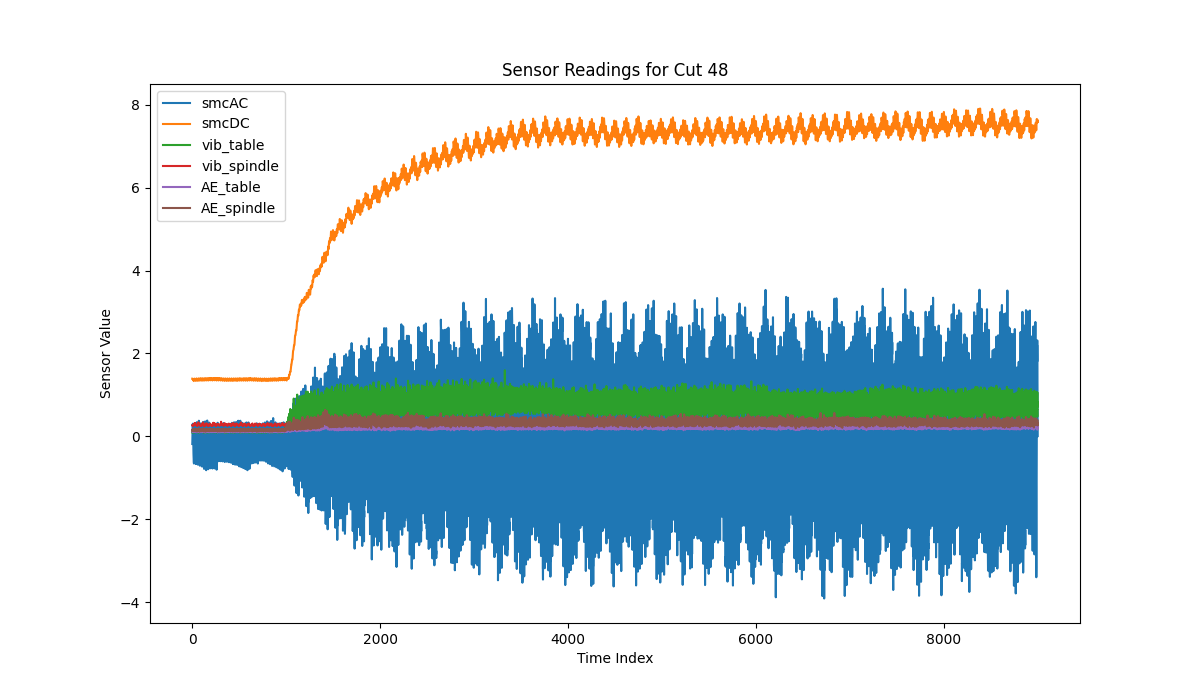 Sensor Readings for Cut 48
smcAC
smcDC
vib_table
vib_spindle
AE_table
AE_spindle
8
6
4
2
0
−2
−4
Sensor Value
0 2000 4000 6000 8000
Time Index